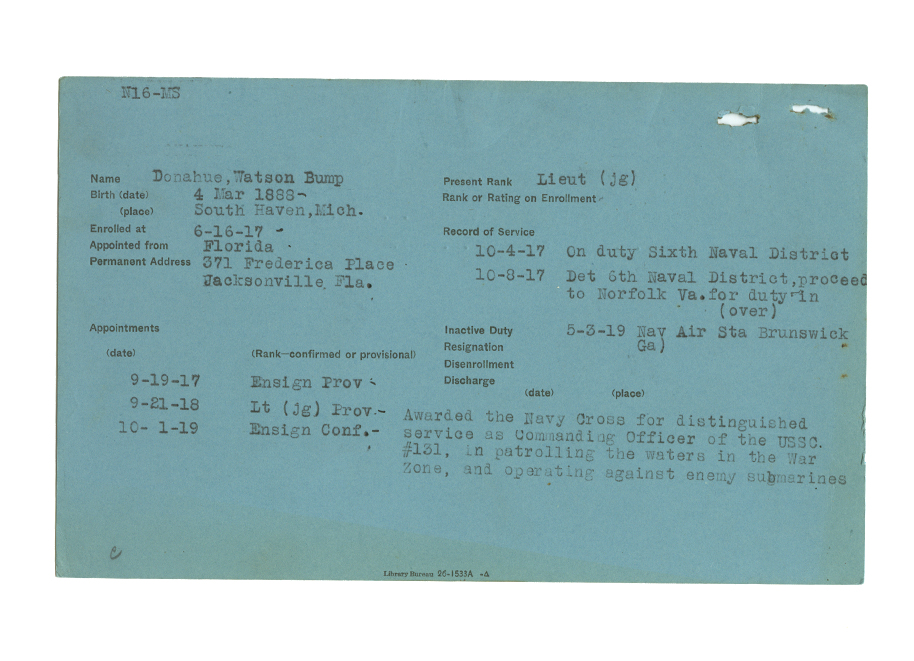 N16-MS
Name Donahue,Watson Bump
Birth (date) 4 Mar 1888-
(place) South Haven,Mich.
Enrolled at 6-16-17 -
Appointed from Florida
Permanent Address 371 Frederica Place
Jacksonville Fla.
Present Rank Lieut (jg)
Rank or Rating on Enrollment
Record of Service
10-4-17 On duty Sixth Naval District
10-8-17 Det 6th Naval District,proceed
to Norfolk Va.for duty in
(over)
Appointments
(date) (Rank—confirmed or provisional)
9-19-17 Ensign Prov -
9-21-18 Lt (jg) Prov.-
10- 1-19 Ensign Conf.-
Inactive Duty 5-3-19 Nav Air Sta Brunswick
Resignation Ga)
Disenrollment
Discharge
(date) (place)
Awarded the Navy Cross for distinguished
service as Commanding Officer of the USSC.
#131, in patrolling the waters in the War
Zone, and operating against enemy submarines
C
Library Bureau 26-1533A -A